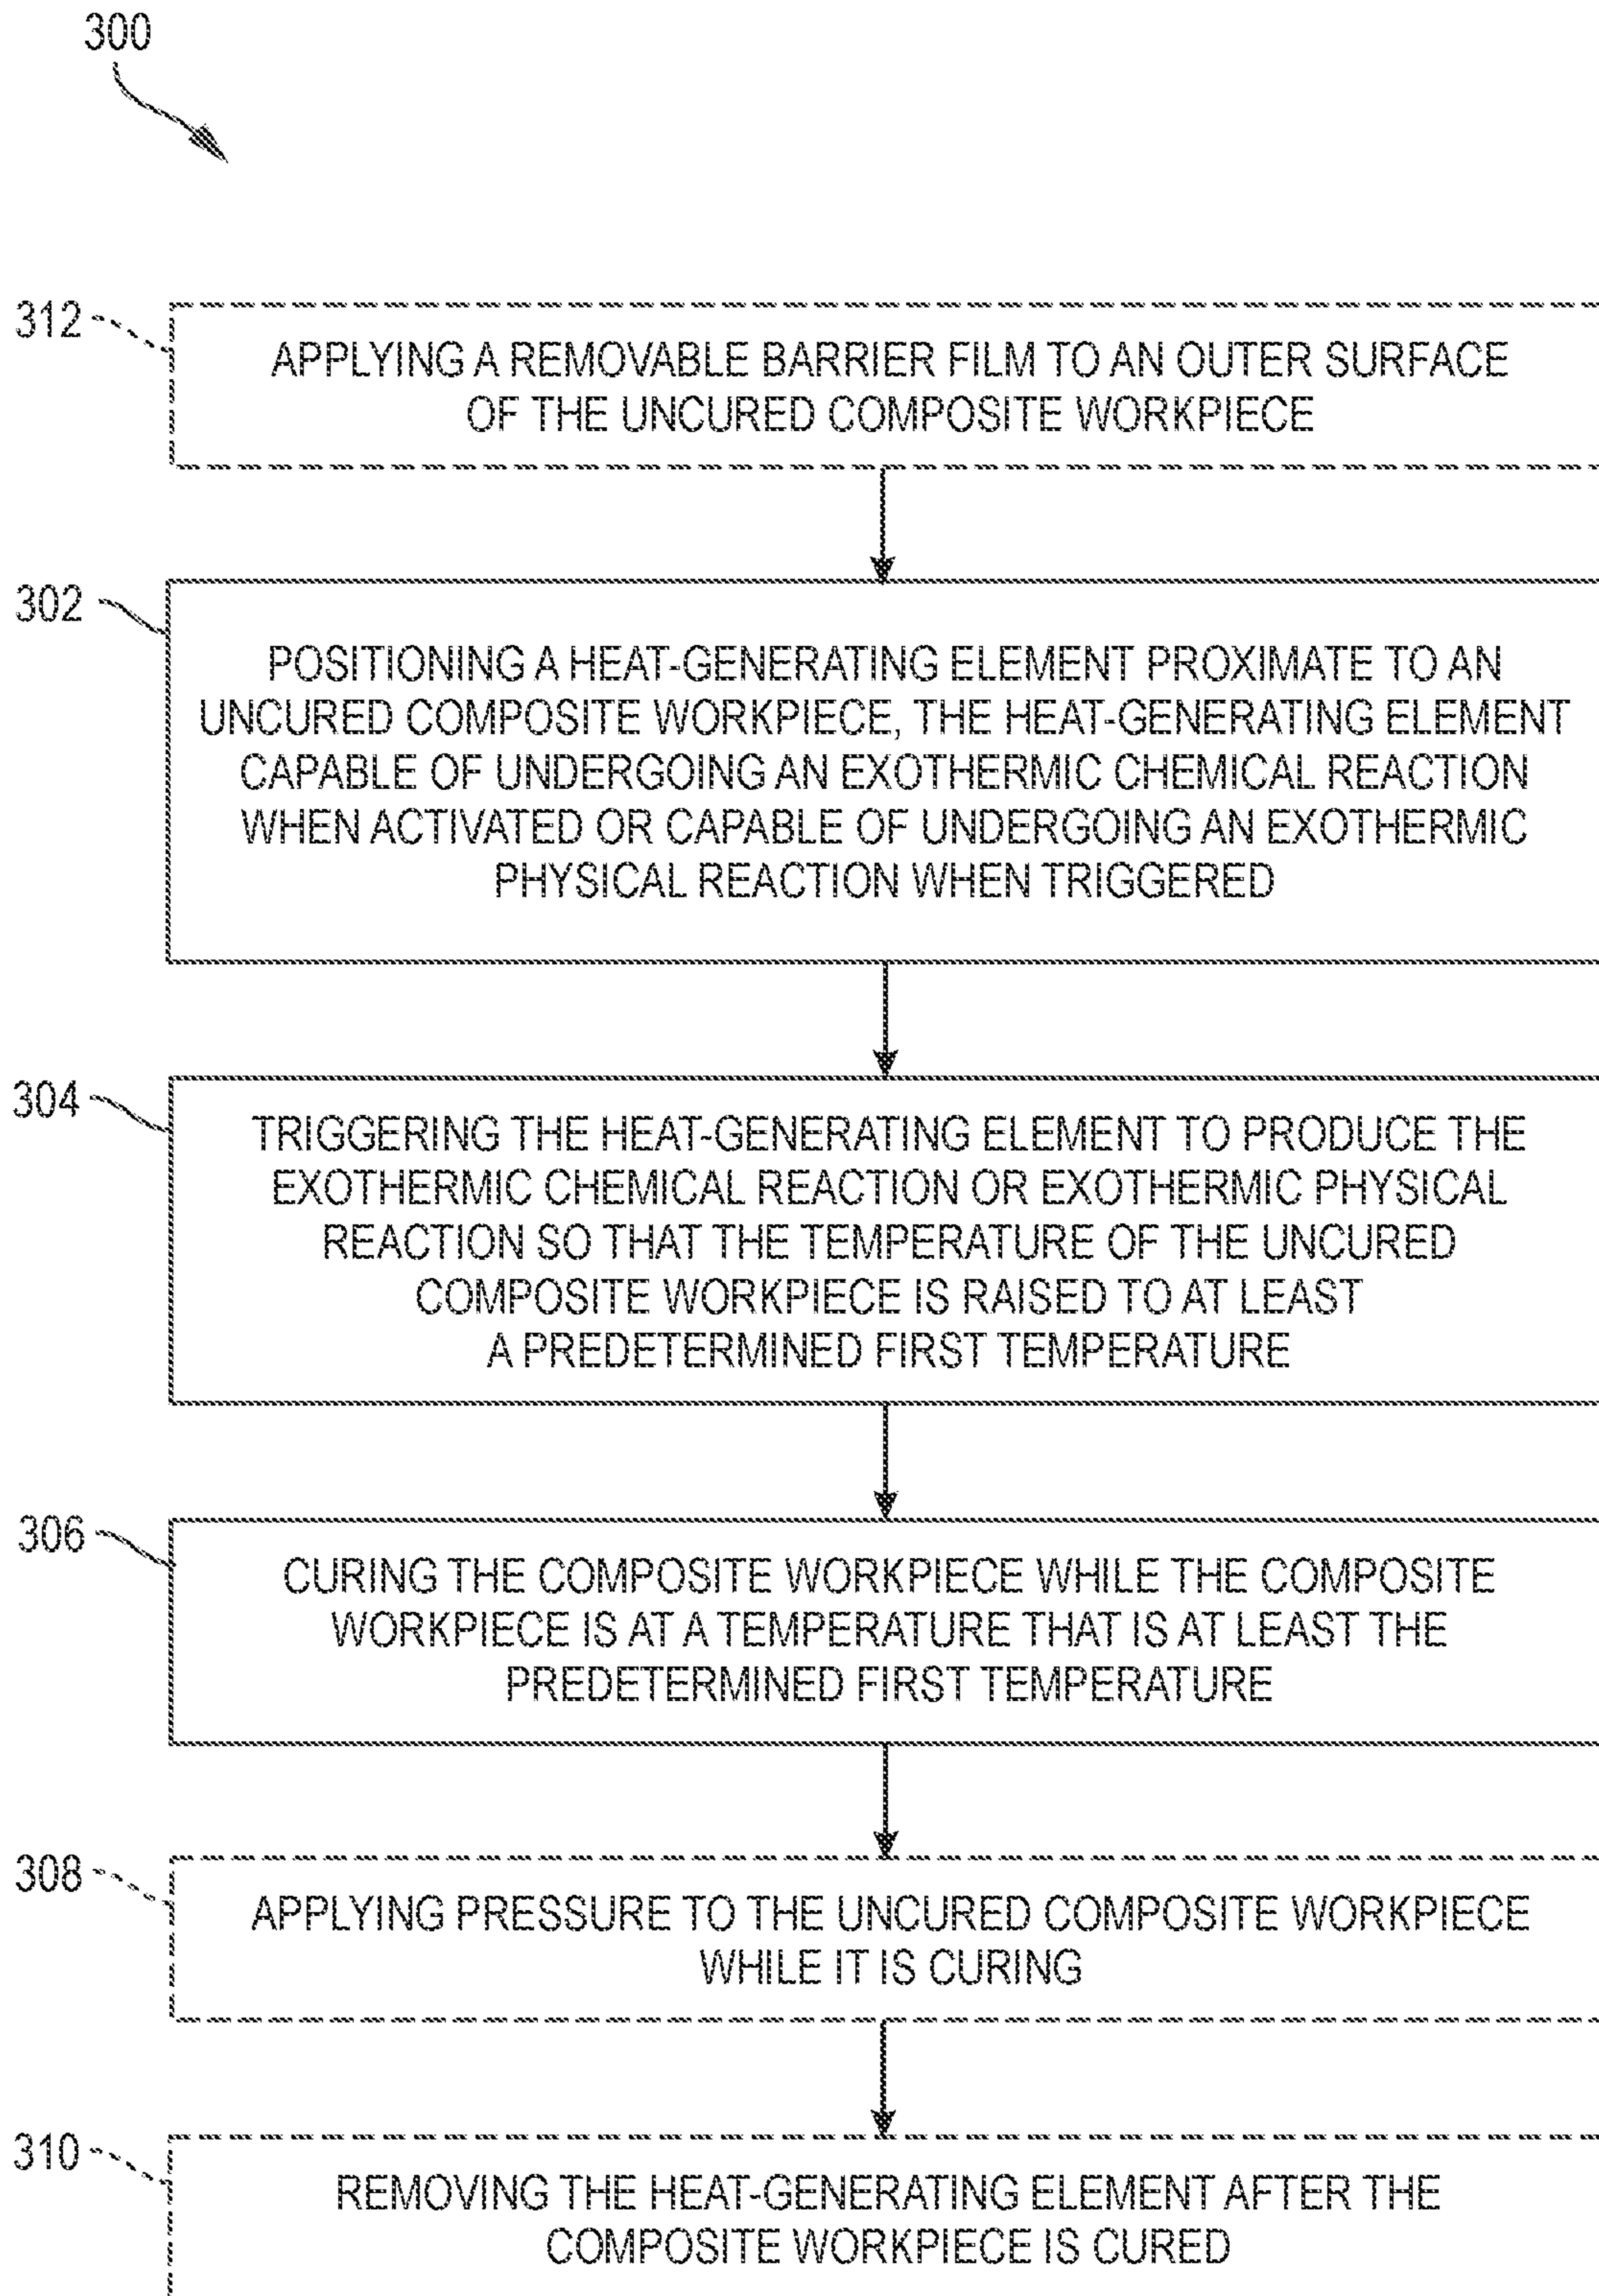 300
312
APPLYING A REMOVABLE BARRIER FILM TO AN OUTER SURFACE
OF THE UNCURED COMPOSITE WORKPIECE
302
POSITIONING A HEAT-GENERATING ELEMENT PROXIMATE TO AN
UNCURED COMPOSITE WORKPIECE, THE HEAT-GENERATING ELEMENT
CAPABLE OF UNDERGOING AN EXOTHERMIC CHEMICAL REACTION
WHEN ACTIVATED OR CAPABLE OF UNDERGOING AN EXOTHERMIC
PHYSICAL REACTION WHEN TRIGGERED
304
TRIGGERING THE HEAT-GENERATING ELEMENT TO PRODUCE THE
EXOTHERMIC CHEMICAL REACTION OR EXOTHERMIC PHYSICAL
REACTION SO THAT THE TEMPERATURE OF THE UNCURED
COMPOSITE WORKPIECE IS RAISED TO AT LEAST
A PREDETERMINED FIRST TEMPERATURE
306
CURING THE COMPOSITE WORKPIECE WHILE THE COMPOSITE
WORKPIECE IS AT A TEMPERATURE THAT IS AT LEAST THE
PREDETERMINED FIRST TEMPERATURE
308
APPLYING PRESSURE TO THE UNCURED COMPOSITE WORKPIECE
WHILE IT IS CURING
310
REMOVING THE HEAT-GENERATING ELEMENT AFTER THE
COMPOSITE WORKPIECE IS CURED